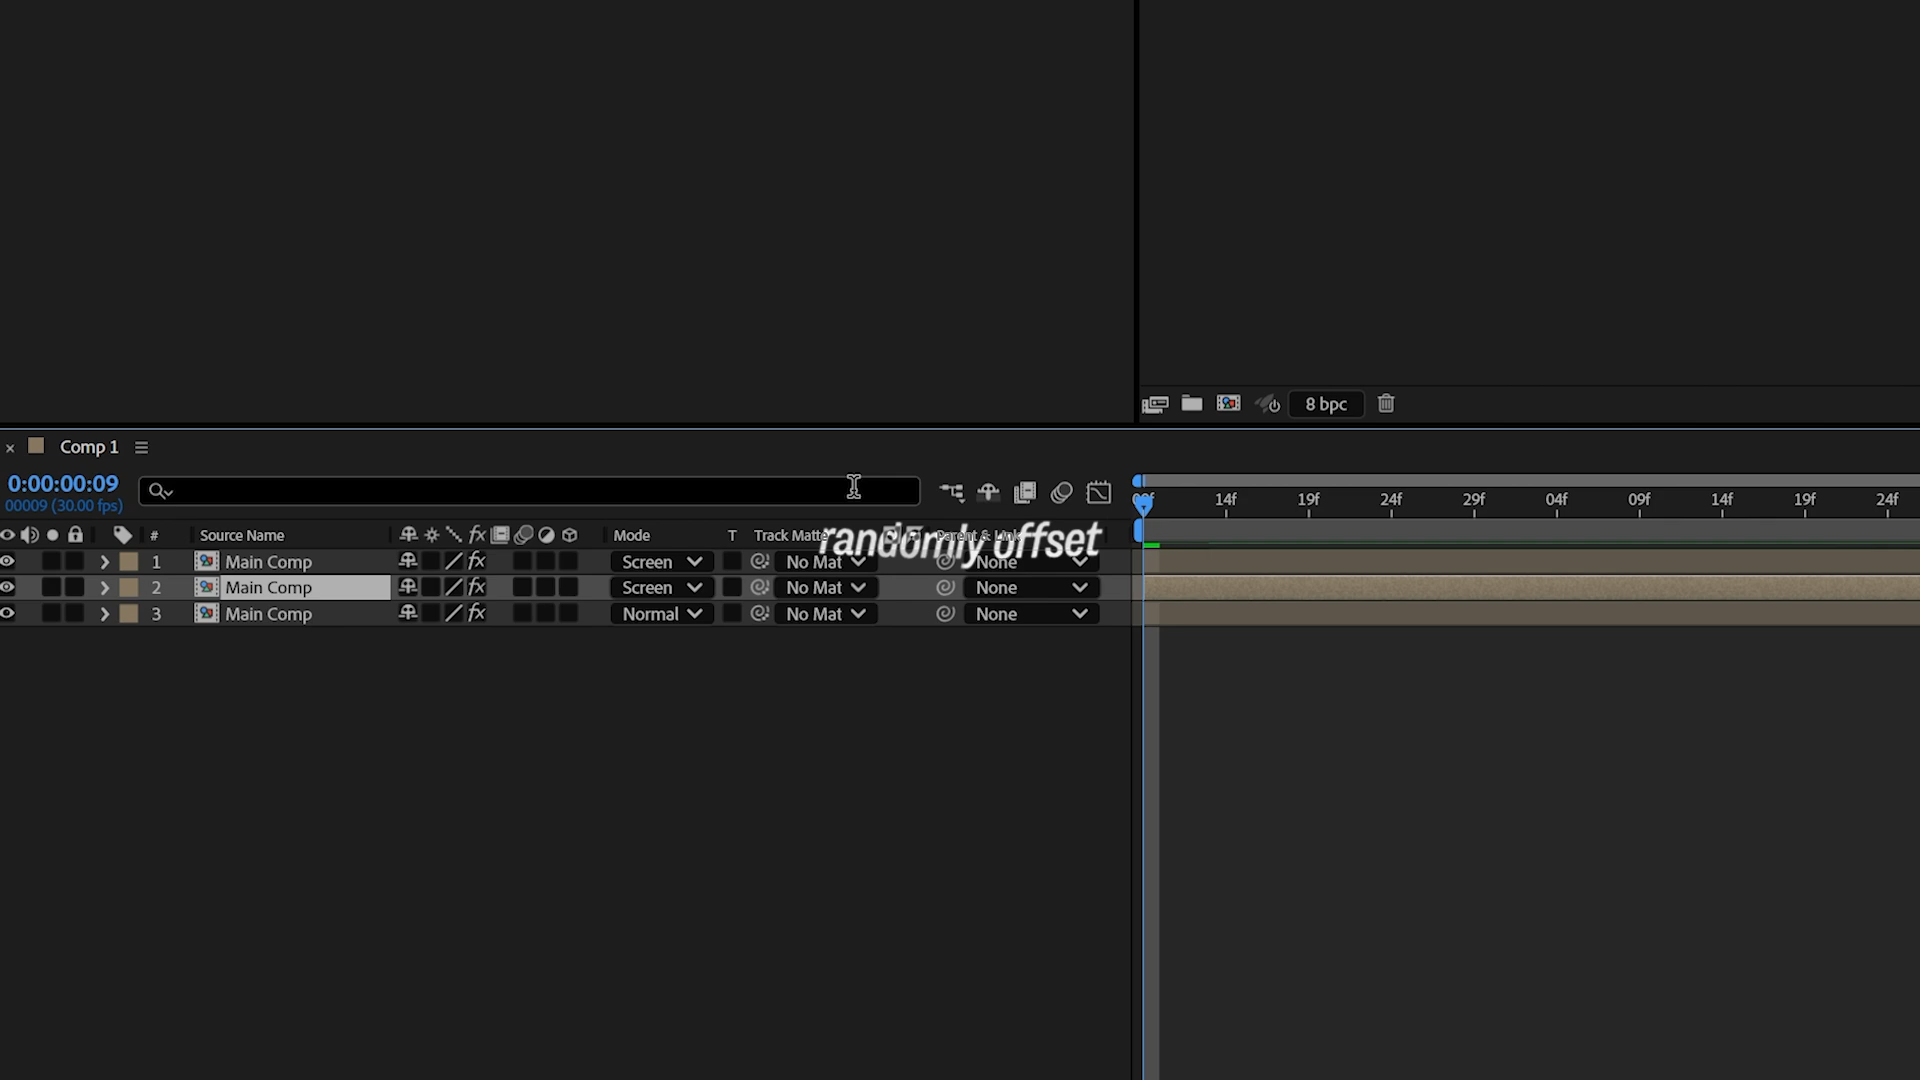 8 bpc
Comp 1
0:00:00:09
00009 (30.00 fps)
14f 19f 24f 29f 04f 09f 14f 19f 24f
# Source Name Mode T Track Matte
randomly offset
1 Main Comp Screen No Mat None
2 Main Comp Screen No Mat None
3 Main Comp Normal No Mat None